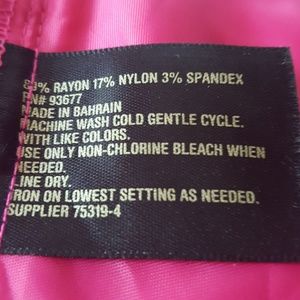 % RAYON 17% NYLON 3% SPANDEX
RN# 93677
MADE IN BAHRAIN
MACHINE WASH COLD GENTLE CYCLE.
WITH LIKE COLORS.
USE ONLY NON-CHLORINE BLEACH WHEN
NEEDED.
LINE DRY.
IRON ON LOWEST SETTING AS NEEDED.
SUPPLIER 75319-4